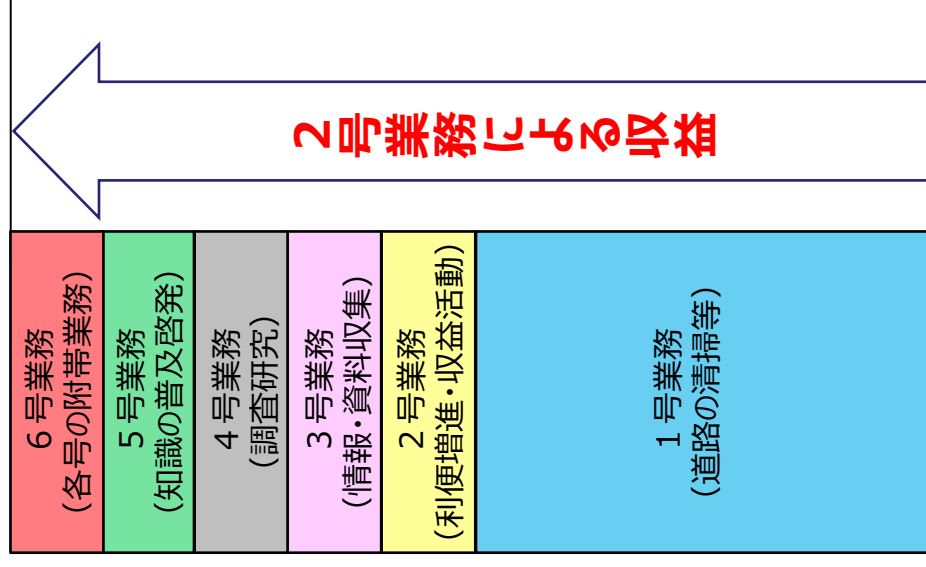 2号業務による収益
6号業務
(各号の附帯業務)
5号業務
(知識の普及啓発)
4号業務
(調査研究)
3号業務
(情報・資料収集)
2号業務
(利便増進・収益活動)
1号業務
(道路の清掃等)